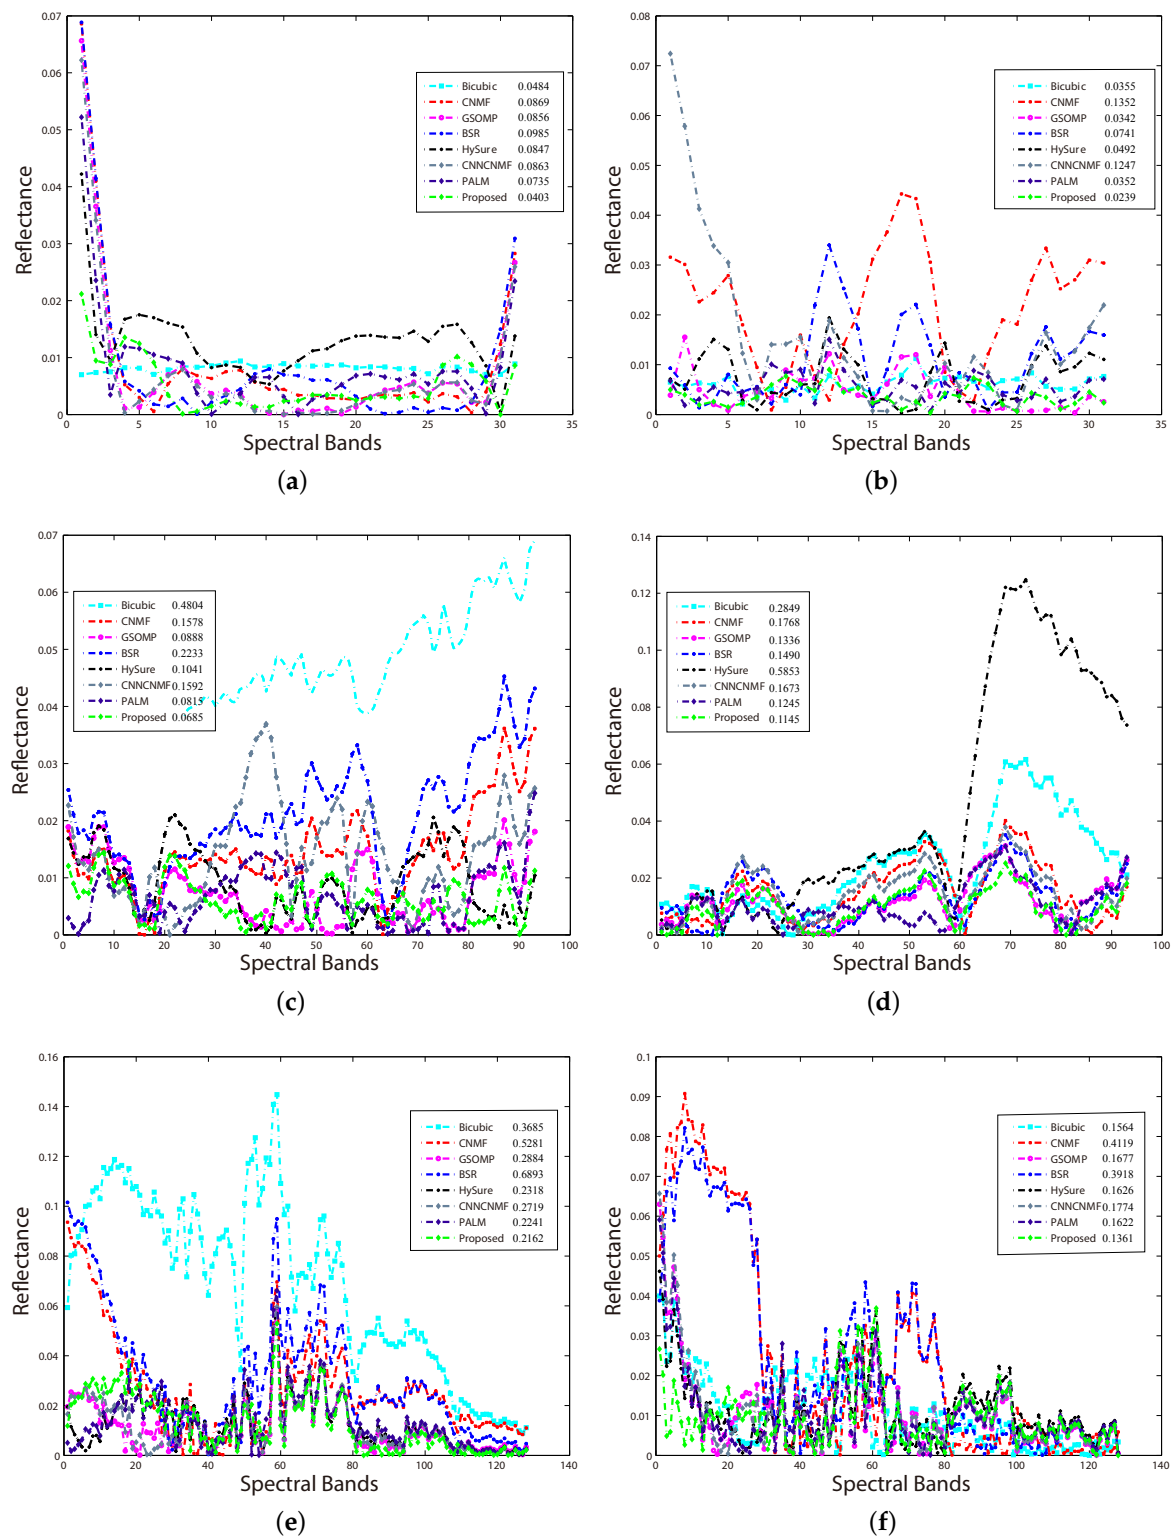 0.07
0.06
0.05
0.04
0.03
0.02
0.01
0
Reflectance
Bicubic 0.0484
CNMF 0.0869
GSOMP 0.0856
BSR 0.0985
HySure 0.0847
CNNCNMF 0.0863
PALM 0.0735
Proposed 0.0403
0 5 10 15 20 25 30 35
Spectral Bands
(a)
0.08
0.07
0.06
0.05
0.04
0.03
0.02
0.01
0
Reflectance
Bicubic 0.0355
CNMF 0.1352
GSOMP 0.0342
BSR 0.0741
HySure 0.0492
CNNCNMF 0.1247
PALM 0.0352
Proposed 0.0239
0 5 10 15 20 25 30 35
Spectral Bands
(b)
0.07
0.06
0.05
0.04
0.03
0.02
0.01
0
Reflectance
Bicubic 0.4804
CNMF 0.1578
GSOMP 0.0888
BSR 0.2233
HySure 0.1041
CNNCNMF 0.1592
PALM 0.0815
Proposed 0.0685
0 10 20 30 40 50 60 70 80 90 100
Spectral Bands
(c)
0.14
0.12
0.1
0.08
0.06
0.04
0.02
0
Reflectance
Bicubic 0.2849
CNMF 0.1768
GSOMP 0.1336
BSR 0.1490
HySure 0.5853
CNNCNMF 0.1673
PALM 0.1245
Proposed 0.1145
0 10 20 30 40 50 60 70 80 90 100
Spectral Bands
(d)
0.16
0.14
0.12
0.1
0.08
0.06
0.04
0.02
0
Reflectance
Bicubic 0.3685
CNMF 0.5281
GSOMP 0.2884
BSR 0.6893
HySure 0.2318
CNNCNMF 0.2719
PALM 0.2241
Proposed 0.2162
0 20 40 60 80 100 120 140
Spectral Bands
(e)
0.1
0.09
0.08
0.07
0.06
0.05
0.04
0.03
0.02
0.01
0
Reflectance
Bicubic 0.1564
CNMF 0.4119
GSOMP 0.1677
BSR 0.3918
HySure 0.1626
CNNCNMF 0.1774
PALM 0.1622
Proposed 0.1361
0 20 40 60 80 100 120 140
Spectral Bands
(f)